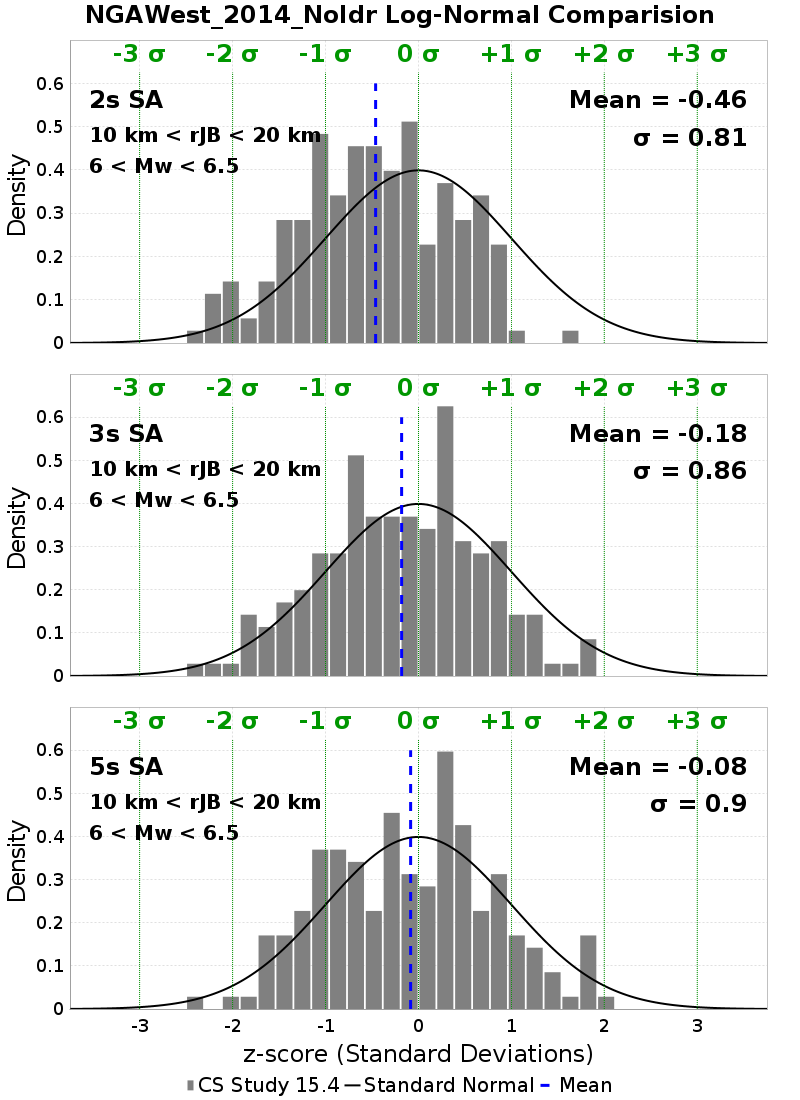 NGAWest_2014_NoIdr Log-Normal Comparision
-3 σ -2 σ -1 σ 0 σ +1 σ +2 σ +3 σ
0.6
2s SA Mean = -0.46
0.5
10 km < rJB < 20 km σ = 0.81
0.4
6 < Mw < 6.5
0.3
0.2
0.1
0
Density
-3 σ -2 σ -1 σ 0 σ +1 σ +2 σ +3 σ
0.6
3s SA Mean = -0.18
0.5
10 km < rJB < 20 km σ = 0.86
0.4
6 < Mw < 6.5
0.3
0.2
0.1
0
Density
-3 σ -2 σ -1 σ 0 σ +1 σ +2 σ +3 σ
0.6
5s SA Mean = -0.08
0.5
10 km < rJB < 20 km σ = 0.9
0.4
6 < Mw < 6.5
0.3
0.2
0.1
0
Density
-3 -2 -1 0 1 2 3
z-score (Standard Deviations)
CS Study 15.4 Standard Normal Mean